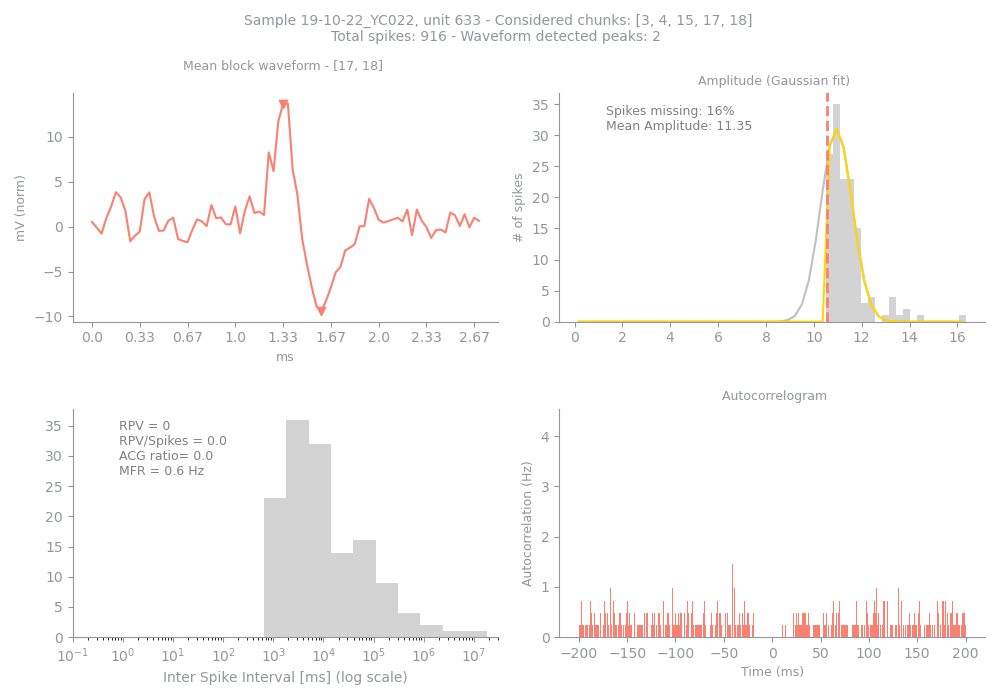 Sample 19-10-22_YC022, unit 633 - Considered chunks: [3, 4, 15, 17, 18]
Total spikes: 916 - Waveform detected peaks: 2
Mean block waveform - [17, 18]
mV (norm)
10
5
0
−5
−10
0.0 0.33 0.67 1.0 1.33 1.67 2.0 2.33 2.67
ms
Amplitude (Gaussian fit)
Spikes missing: 16%
Mean Amplitude: 11.35
# of spikes
35
30
25
20
15
10
5
0
0 2 4 6 8 10 12 14 16
RPV = 0
RPV/Spikes = 0.0
ACG ratio= 0.0
MFR = 0.6 Hz
35
30
25
20
15
10
5
0
10⁻¹ 10⁰ 10¹ 10² 10³ 10⁴ 10⁵ 10⁶ 10⁷
Inter Spike Interval [ms] (log scale)
Autocorrelogram
Autocorrelation (Hz)
4
3
2
1
0
−200 −150 −100 −50 0 50 100 150 200
Time (ms)